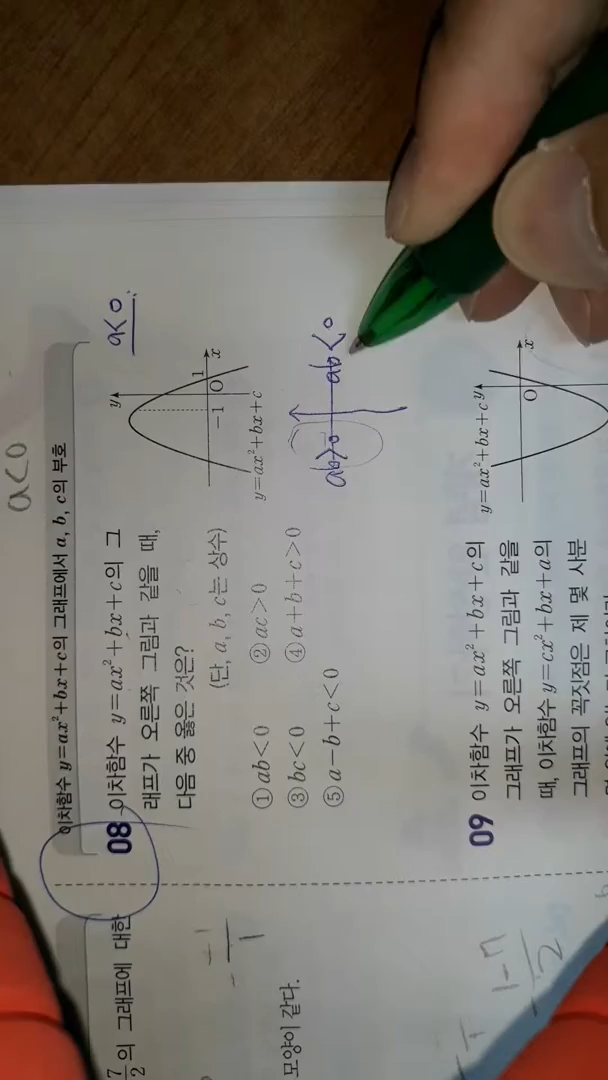 a<0
이차함수 y=ax²+bx+c의 그래프에서 a, b, c의 부호
08 이차함수 y=ax²+bx+c의 그
래프가 오른쪽 그림과 같을 때,
다음 중 옳은 것은?
(단, a, b, c는 상수)
① ab<0 ② ac>0
③ bc<0 ④ a+b+c>0
⑤ a-b+c<0
a<0
y
-1 O 1 x
y=ax²+bx+c
ab>0 ab<0
09 이차함수 y=ax²+bx+c의
그래프가 오른쪽 그림과 같을
때, 이차함수 y=cx²+bx+a의
그래프의 꼭짓점은 제 몇 사분
y=ax²+bx+c y
O x
7/2의 그래프에 대한
모양이 같다.